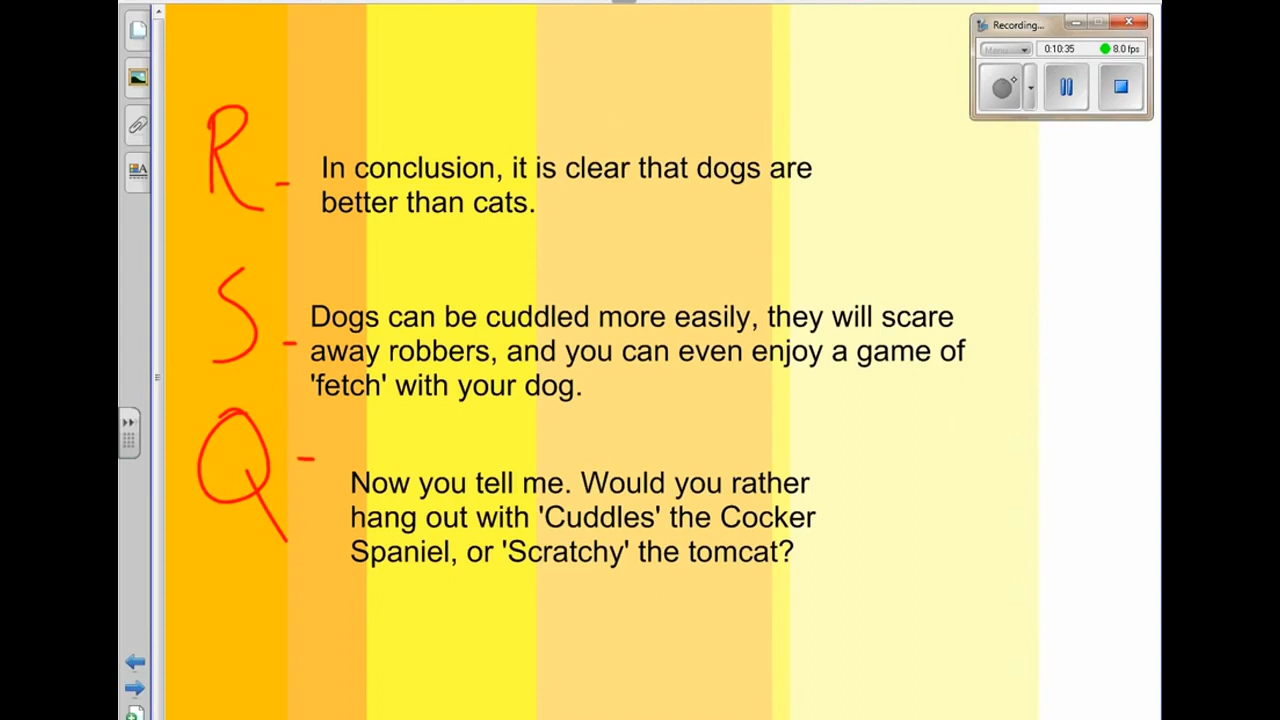 Recording...
Menu
0:10:35
8.0 fps
R - In conclusion, it is clear that dogs are
better than cats.
S - Dogs can be cuddled more easily, they will scare
away robbers, and you can even enjoy a game of
'fetch' with your dog.
Q - Now you tell me. Would you rather
hang out with 'Cuddles' the Cocker
Spaniel, or 'Scratchy' the tomcat?